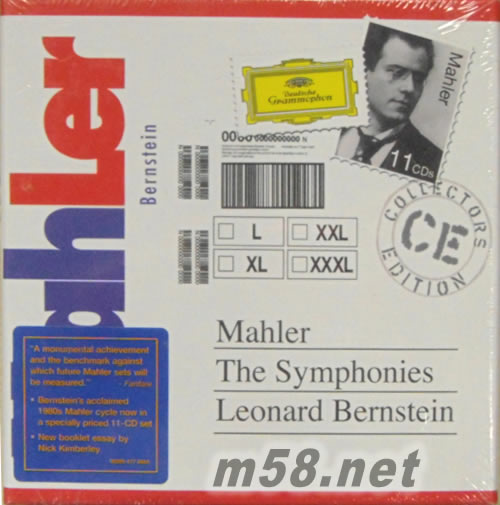 Mahler
Bernstein
Deutsche
Grammophon
Mahler
11 CDs
L
XXL
XL
XXXL
COLLECTORS
CE
EDITION
Mahler
The Symphonies
Leonard Bernstein
"A monumental achievement
and the benchmark against
which future Mahler sets will
be measured." - Fanfare
• Bernstein's acclaimed
1980s Mahler cycle now in
a specially priced 11-CD set
• New booklet essay by
Nick Kimberley
m58.net